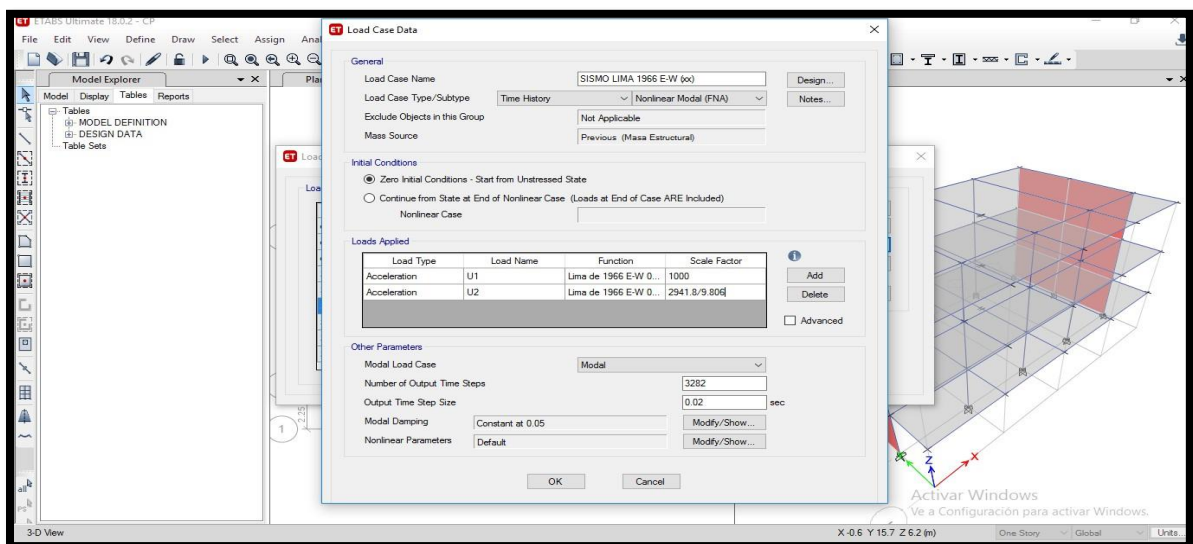 ETABS Ultimate 18.0.2 - CP
File Edit View Define Draw Select Assign Anal
Model Explorer
Model Display Tables Reports
Tables
MODEL DEFINITION
DESIGN DATA
Table Sets
Load Case Data
General
Load Case Name SISMO LIMA 1966 E-W (xx) Design...
Load Case Type/Subtype Time History Nonlinear Modal (FNA) Notes...
Exclude Objects in this Group Not Applicable
Mass Source Previous (Masa Estructural)
Initial Conditions
Zero Initial Conditions - Start from Unstressed State
Continue from State at End of Nonlinear Case (Loads at End of Case ARE Included)
Nonlinear Case
Loads Applied
Load Type Load Name Function Scale Factor
Acceleration U1 Lima de 1966 E-W 0... 1000 Add
Acceleration U2 Lima de 1966 E-W 0... 2941.8/9.806 Delete
Advanced
Other Parameters
Modal Load Case Modal
Number of Output Time Steps 3282
Output Time Step Size 0.02 sec
Modal Damping Constant at 0.05 Modify/Show...
Nonlinear Parameters Default Modify/Show...
OK Cancel
2.25
1
Z X
Activar Windows
Ve a Configuración para activar Windows.
3-D View X -0.6 Y 15.7 Z 6.2 (m) One Story Global Units...